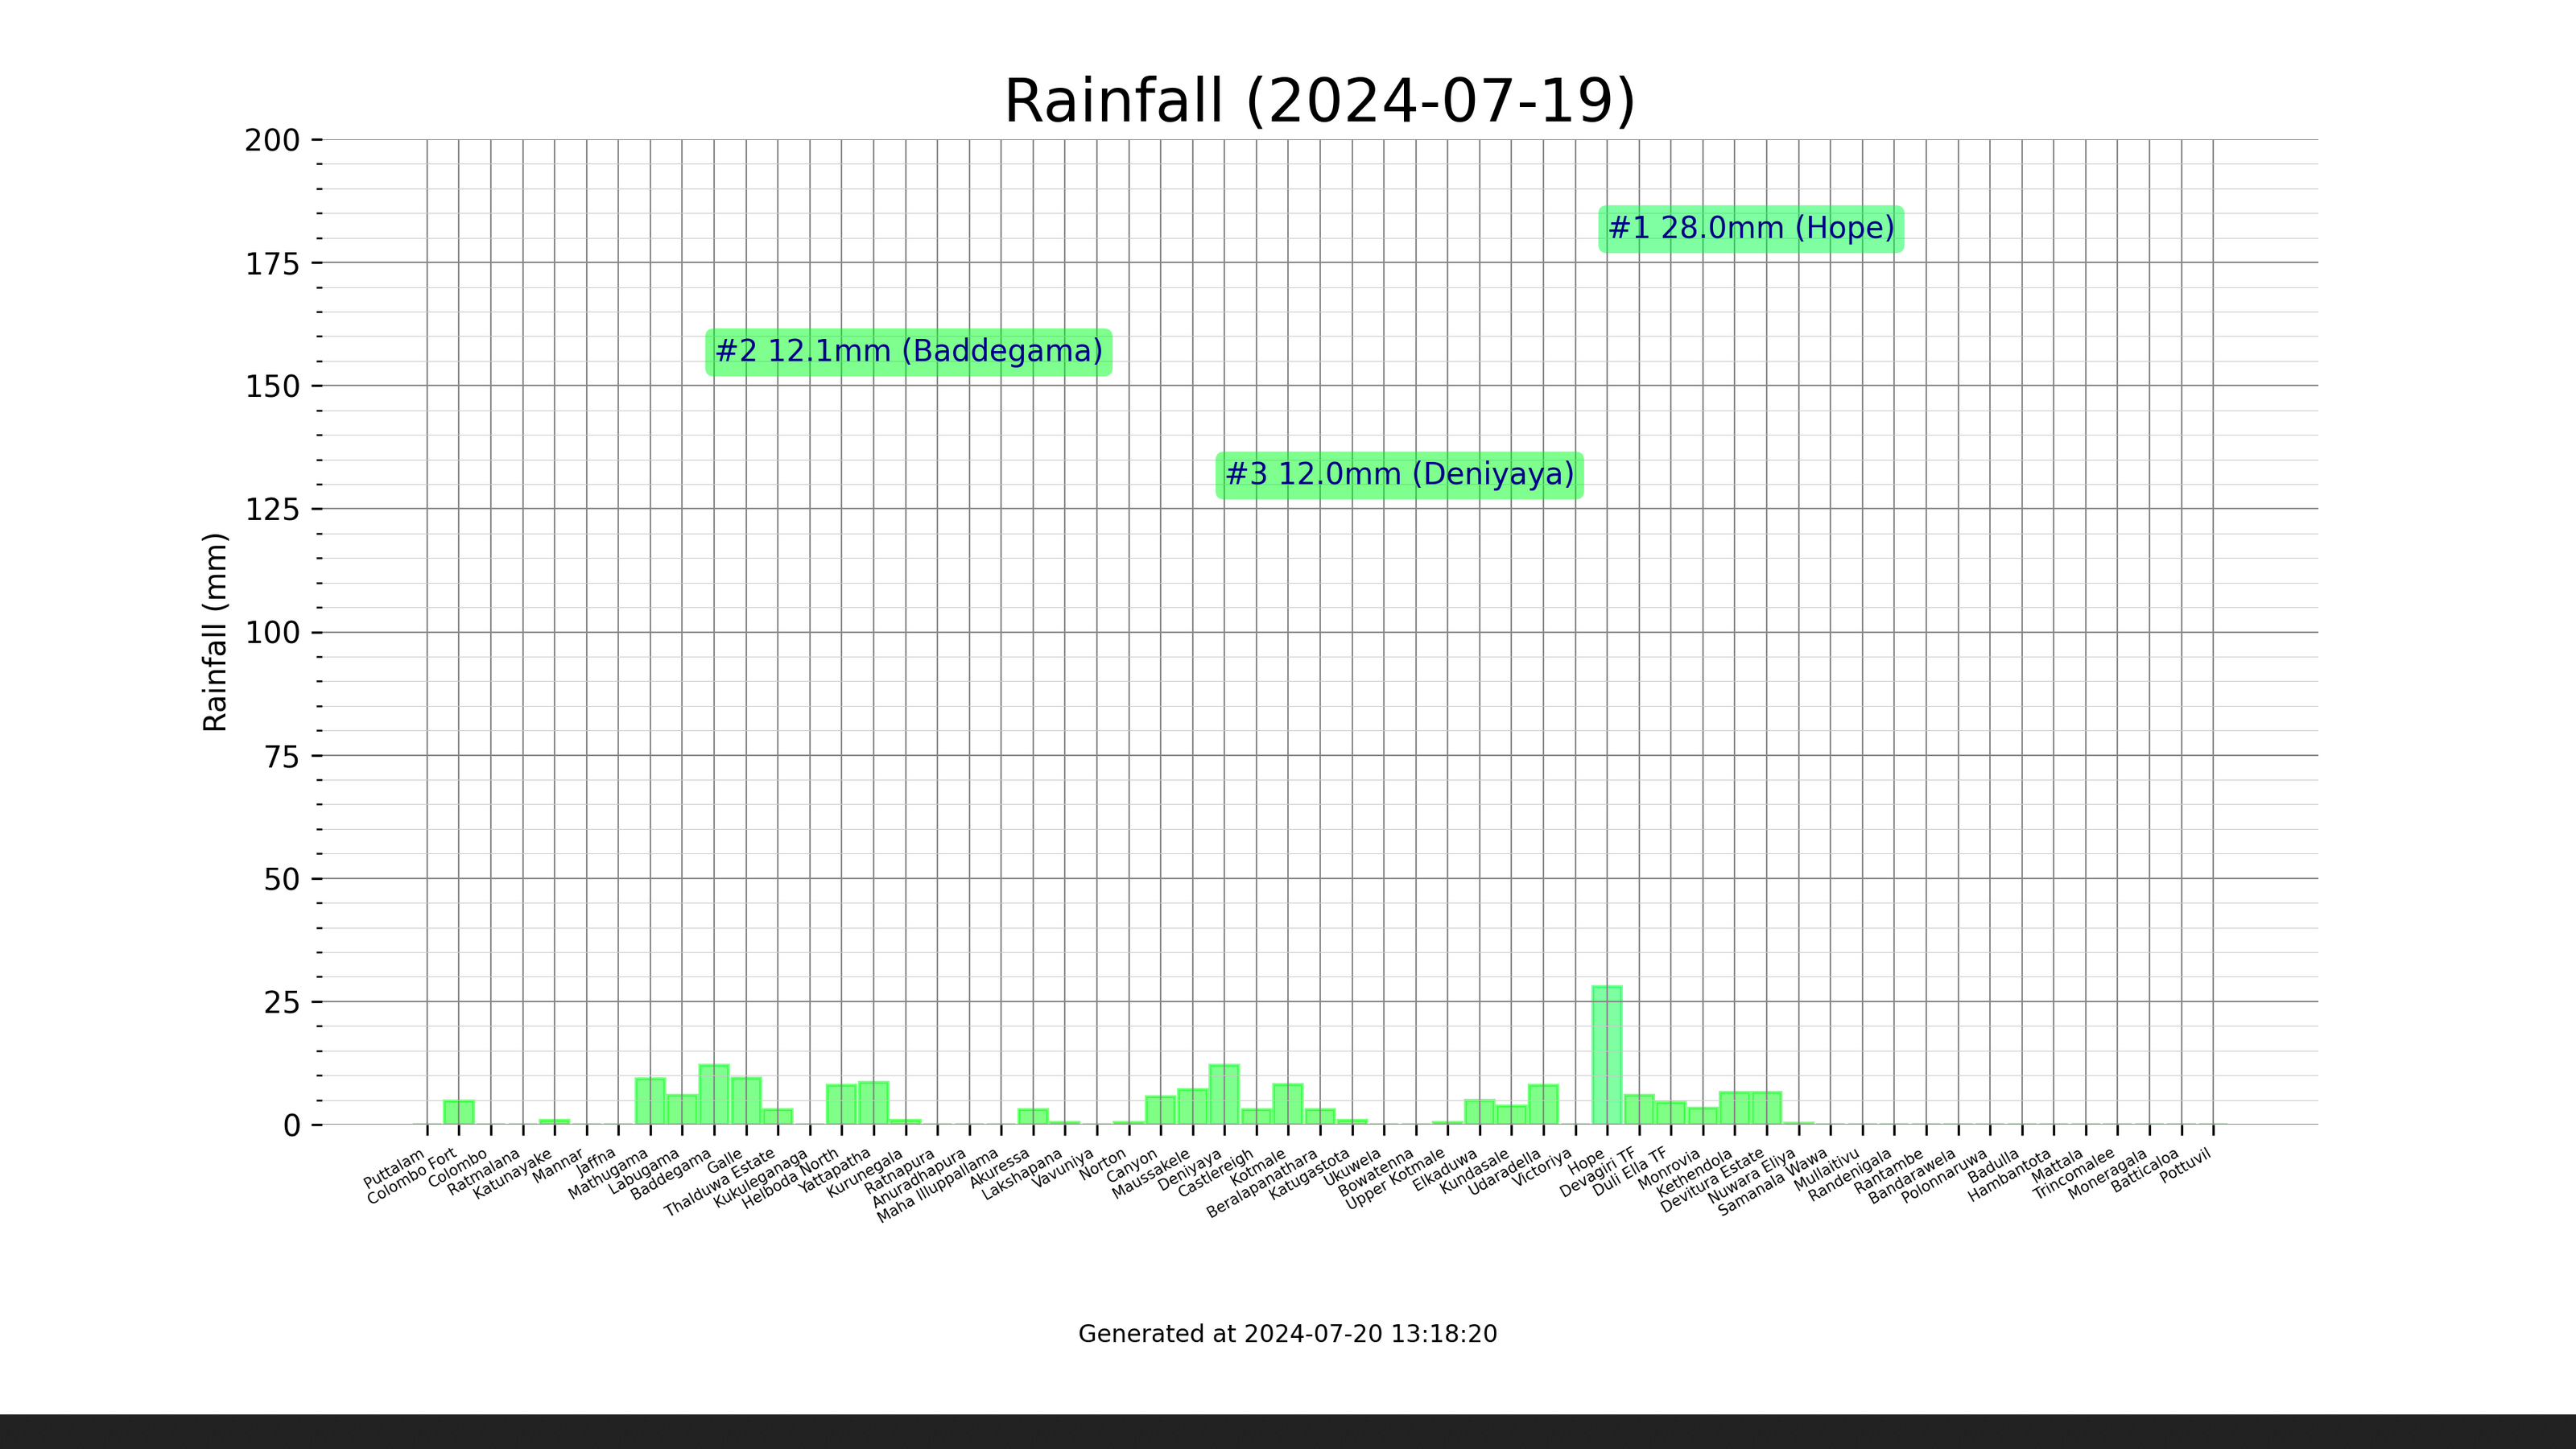 Rainfall (2024-07-19)
200
175
150
125
100
75
50
25
0
Rainfall (mm)
#1 28.0mm (Hope)
#2 12.1mm (Baddegama)
#3 12.0mm (Deniyaya)
Puttalam
Colombo Fort
Colombo
Ratmalana
Katunayake
Mannar
Jaffna
Mathugama
Labugama
Baddegama
Galle
Thalduwa Estate
Kukuleganaga
Helboda North
Yattapatha
Kurunegala
Ratnapura
Anuradhapura
Maha Illuppallama
Akuressa
Lakshapana
Vavuniya
Norton
Canyon
Maussakele
Deniyaya
Castlereigh
Kotmale
Beralapanathara
Katugastota
Ukuwela
Bowatenna
Upper Kotmale
Elkaduwa
Kundasale
Udaradella
Victoriya
Hope
Devagiri TF
Duli Ella TF
Monrovia
Kethendola
Devitura Estate
Nuwara Eliya
Samanala Wawa
Mullaitivu
Randenigala
Rantambe
Bandarawela
Polonnaruwa
Badulla
Hambantota
Mattala
Trincomalee
Moneragala
Batticaloa
Pottuvil
Generated at 2024-07-20 13:18:20